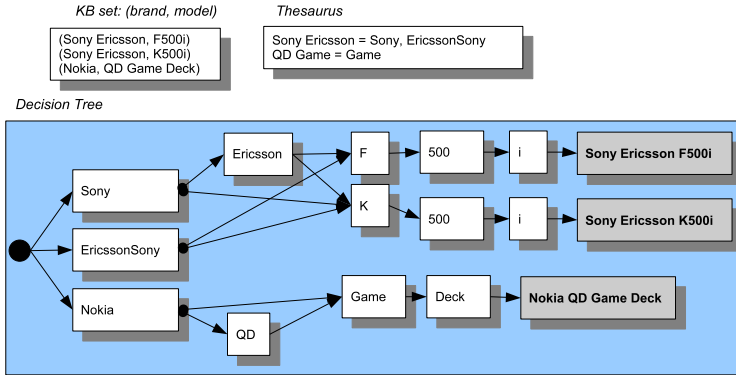 KB set: (brand, model)
Thesaurus
(Sony Ericsson, F500i)
(Sony Ericsson, K500i)
(Nokia, QD Game Deck)
Sony Ericsson = Sony, EricssonSony
QD Game = Game
Decision Tree
Ericsson
F
500
i
Sony Ericsson F500i
Sony
K
500
i
Sony Ericsson K500i
EricssonSony
Nokia
QD
Game
Deck
Nokia QD Game Deck